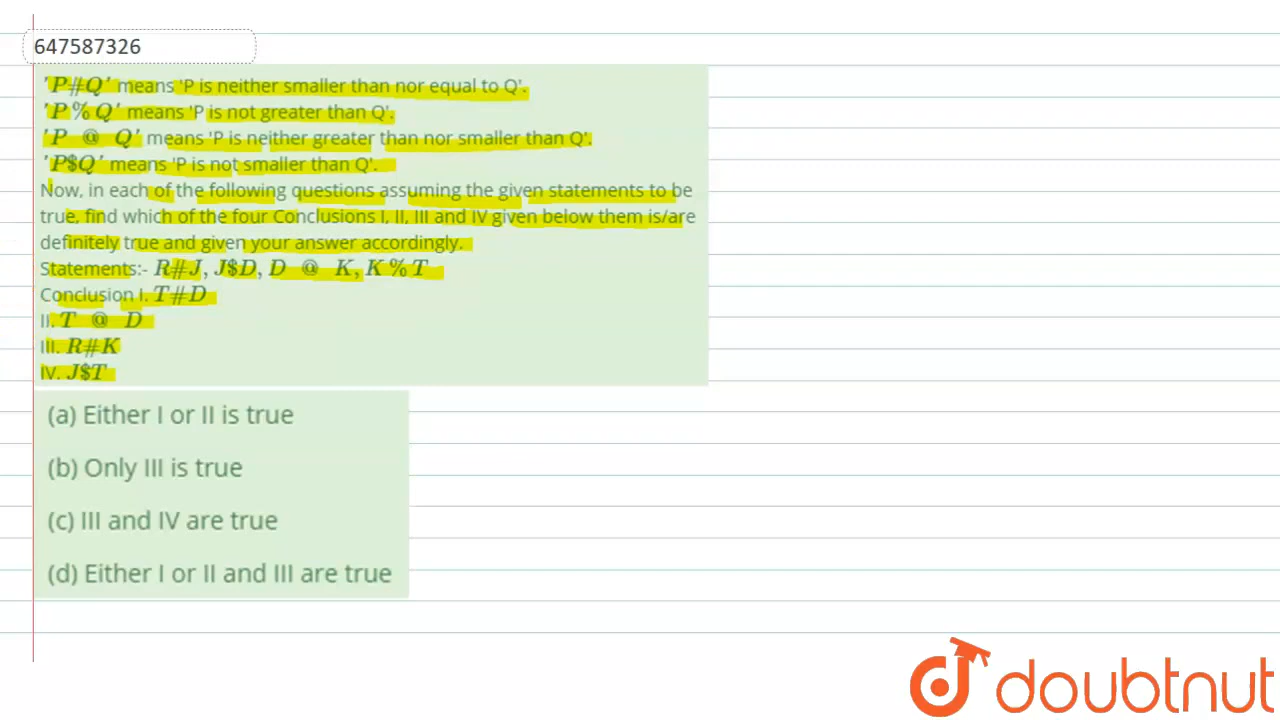 647587326
'P#Q' means 'P is neither smaller than nor equal to Q'.
'P%Q' means 'P is not greater than Q'.
'P @ Q' means 'P is neither greater than nor smaller than Q'.
'P$Q' means 'P is not smaller than Q'.
Now, in each of the following questions assuming the given statements to be
true, find which of the four Conclusions I, II, III and IV given below them is/are
definitely true and given your answer accordingly.
Statements:- R#J, J$D, D @ K, K%T
Conclusion I. T#D
II. T @ D
III. R#K
IV. J$T
(a) Either I or II is true
(b) Only III is true
(c) III and IV are true
(d) Either I or II and III are true
doubtnut